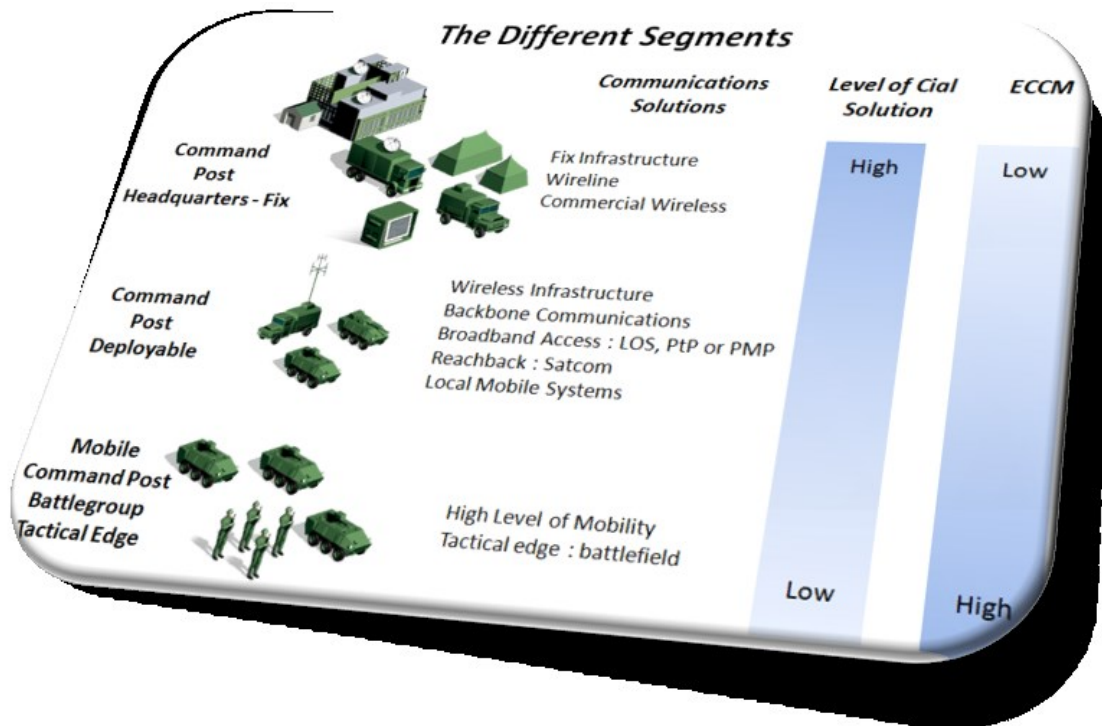 The Different Segments
Communications
Solutions
Level of Cial
Solution
ECCM
Command
Post
Headquarters - Fix
Fix Infrastructure
Wireline
Commercial Wireless
High
Low
Command
Post
Deployable
Wireless Infrastructure
Backbone Communications
Broadband Access : LOS, PtP or PMP
Reachback : Satcom
Local Mobile Systems
Mobile
Command Post
Battlegroup
Tactical Edge
High Level of Mobility
Tactical edge : battlefield
Low
High